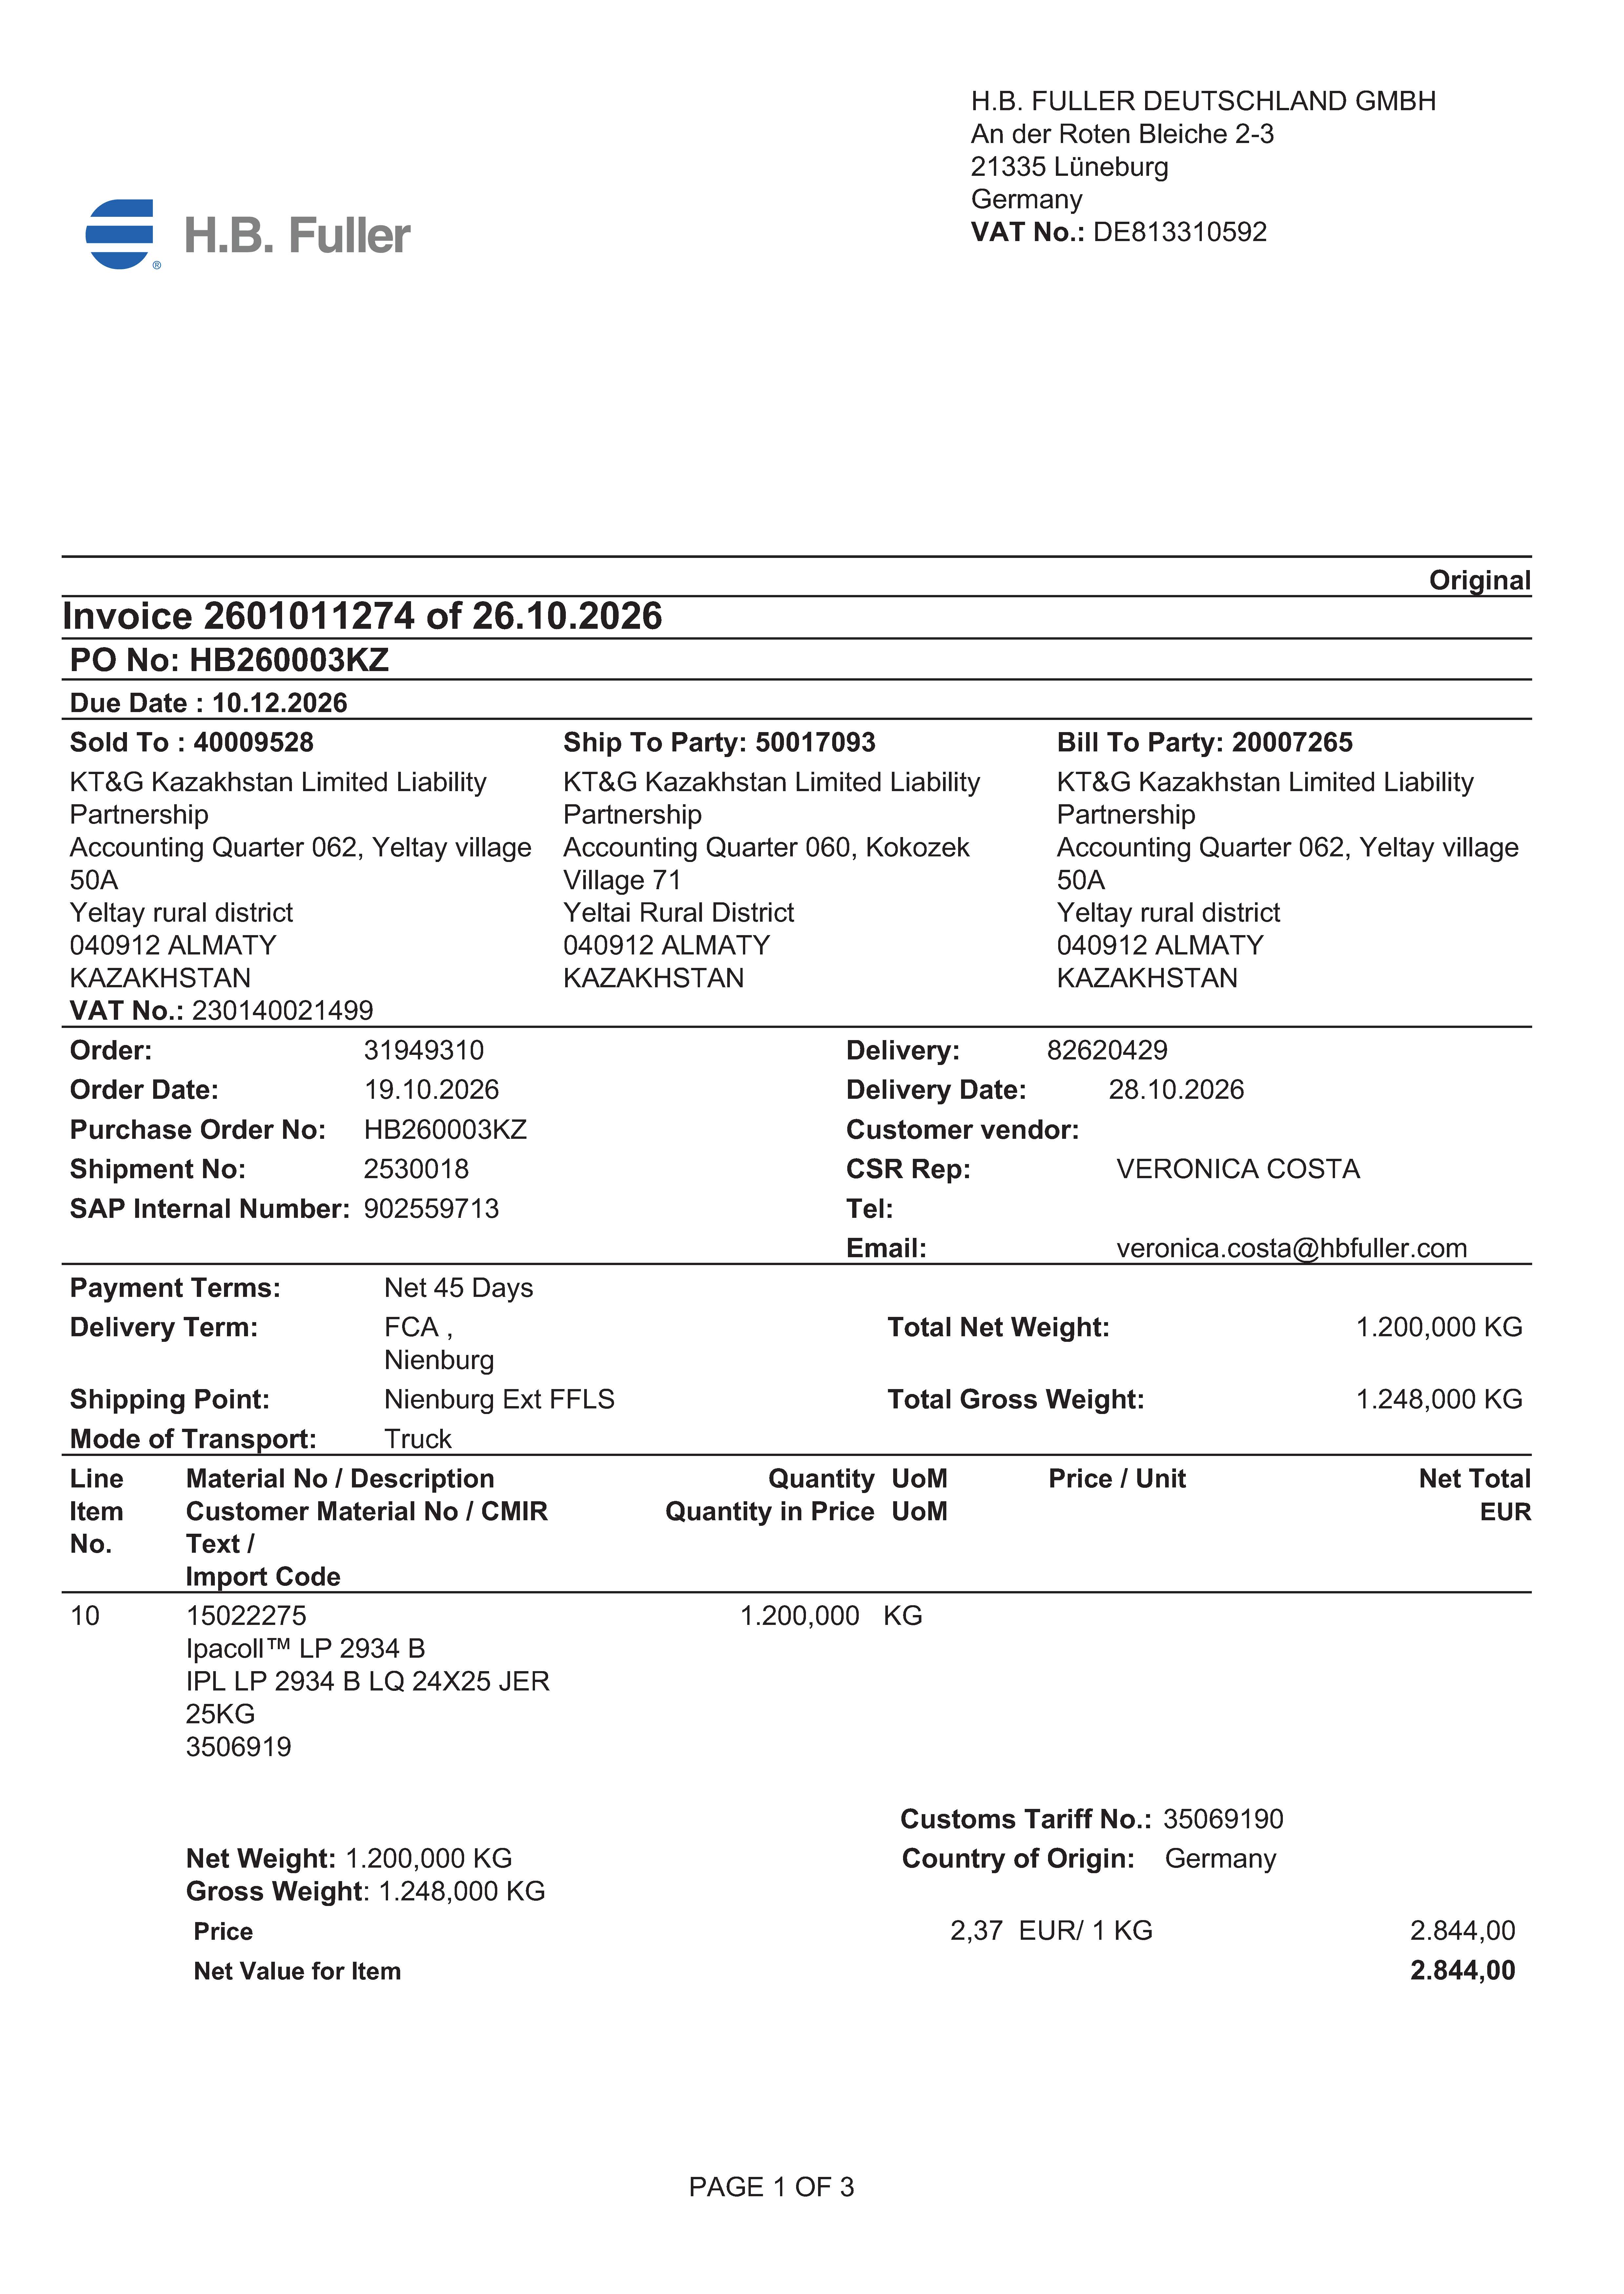 H.B. FULLER DEUTSCHLAND GMBH
An der Roten Bleiche 2-3
21335 Lüneburg
Germany
VAT No.: DE813310592
H.B. Fuller
®
Original
Invoice 2601011274 of 26.10.2026
PO No: HB260003KZ
Due Date : 10.12.2026
Sold To : 40009528 Ship To Party: 50017093 Bill To Party: 20007265
KT&G Kazakhstan Limited Liability KT&G Kazakhstan Limited Liability KT&G Kazakhstan Limited Liability
Partnership Partnership Partnership
Accounting Quarter 062, Yeltay village Accounting Quarter 060, Kokozek Accounting Quarter 062, Yeltay village
50A Village 71 50A
Yeltay rural district Yeltai Rural District Yeltay rural district
040912 ALMATY 040912 ALMATY 040912 ALMATY
KAZAKHSTAN KAZAKHSTAN KAZAKHSTAN
VAT No.: 230140021499
Order: 31949310 Delivery: 82620429
Order Date: 19.10.2026 Delivery Date: 28.10.2026
Purchase Order No: HB260003KZ Customer vendor:
Shipment No: 2530018 CSR Rep: VERONICA COSTA
SAP Internal Number: 902559713 Tel:
Email: veronica.costa@hbfuller.com
Payment Terms: Net 45 Days
Delivery Term: FCA , Total Net Weight: 1.200,000 KG
Nienburg
Shipping Point: Nienburg Ext FFLS Total Gross Weight: 1.248,000 KG
Mode of Transport: Truck
Line Material No / Description Quantity UoM Price / Unit Net Total
Item Customer Material No / CMIR Quantity in Price UoM EUR
No. Text /
Import Code
10 15022275 1.200,000 KG
Ipacoll™ LP 2934 B
IPL LP 2934 B LQ 24X25 JER
25KG
3506919
Customs Tariff No.: 35069190
Net Weight: 1.200,000 KG Country of Origin: Germany
Gross Weight: 1.248,000 KG
Price 2,37 EUR/ 1 KG 2.844,00
Net Value for Item 2.844,00
PAGE 1 OF 3